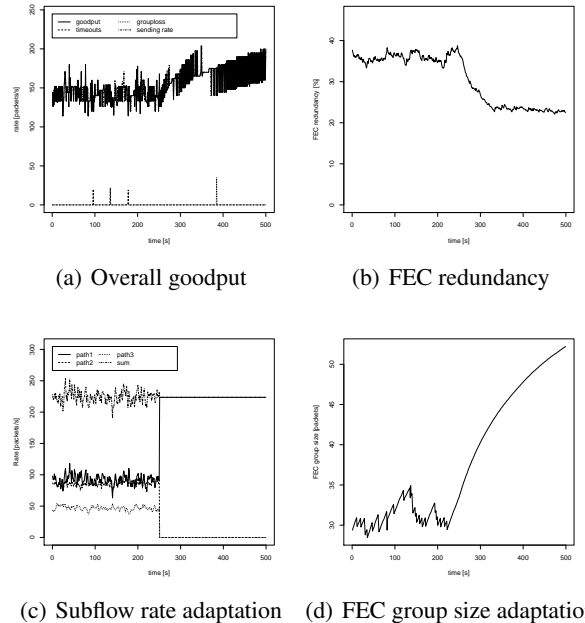 goodput grouploss
timeouts sending rate
rate [packets/s]
0 50 100 150 200 250
0 100 200 300 400 500
time [s]
(a) Overall goodput
FEC redundancy [%]
0 10 20 30 40
0 100 200 300 400 500
time [s]
(b) FEC redundancy
path1 path3
path2 sum
Rate [packets/s]
0 50 100 150 200 250 300
0 100 200 300 400 500
time [s]
(c) Subflow rate adaptation
FEC group size [packets]
30 35 40 45 50
0 100 200 300 400 500
time [s]
(d) FEC group size adaptatio